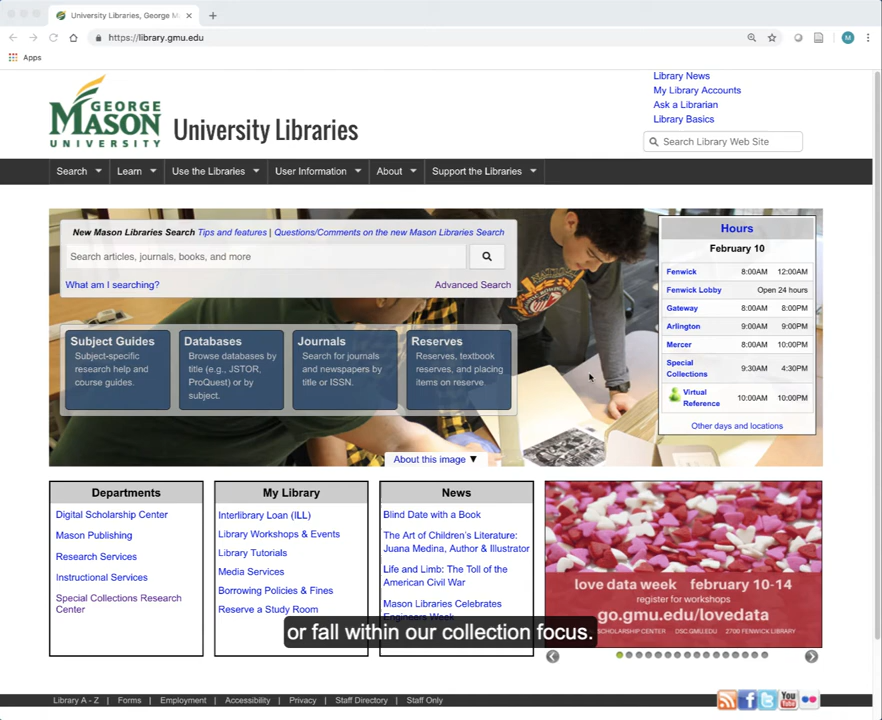 University Libraries, George M
https://library.gmu.edu
M
Apps
Library News
My Library Accounts
Ask a Librarian
Library Basics
GEORGE
MASON
UNIVERSITY
University Libraries
Search Library Web Site
Search
Learn
Use the Libraries
User Information
About
Support the Libraries
New Mason Libraries Search Tips and features | Questions/Comments on the new Mason Libraries Search
Search articles, journals, books, and more
What am I searching?
Advanced Search
Subject Guides
Subject-specific
research help and
course guides.
Databases
Browse databases by
title (e.g., JSTOR,
ProQuest) or by
subject.
Journals
Search for journals
and newspapers by
title or ISSN.
Reserves
Reserves, textbook
reserves, and placing
items on reserve.
Hours
February 10
Fenwick 8:00AM 12:00AM
Fenwick Lobby Open 24 hours
Gateway 8:00AM 8:00PM
Arlington 9:00AM 9:00PM
Mercer 8:00AM 10:00PM
Special
Collections 9:30AM 4:30PM
Virtual
Reference 10:00AM 10:00PM
Other days and locations
About this image ▼
Departments
Digital Scholarship Center
Mason Publishing
Research Services
Instructional Services
Special Collections Research
Center
My Library
Interlibrary Loan (ILL)
Library Workshops & Events
Library Tutorials
Media Services
Borrowing Policies & Fines
Reserve a Study Room
News
Blind Date with a Book
The Art of Children's Literature:
Juana Medina, Author & Illustrator
Life and Limb: The Toll of the
American Civil War
Mason Libraries Celebrates
Engineers Week
love data week february 10-14
register for workshops
go.gmu.edu/lovedata
SCHOLARSHIP CENTER DSC.GMU.EDU 2700 FENWICK LIBRARY
or fall within our collection focus.
Library A - Z | Forms | Employment | Accessibility | Privacy | Staff Directory | Staff Only
You
Tube